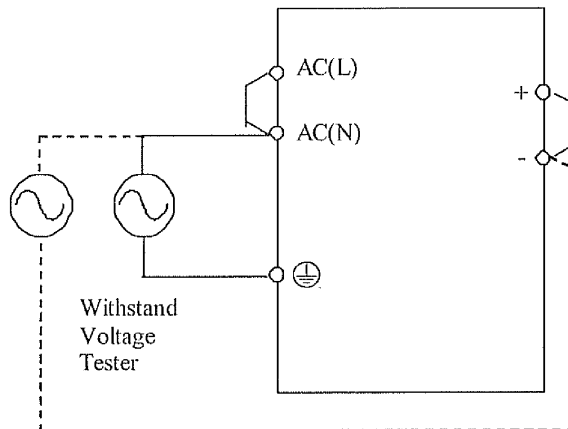 AC(L)
+
AC(N)
-
Withstand
Voltage
Tester